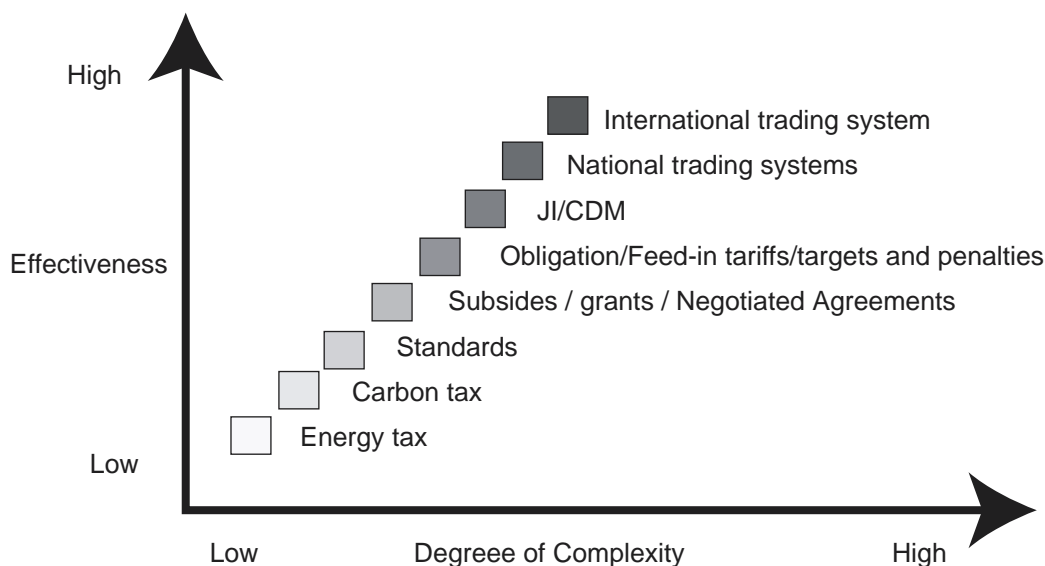 High
International trading system
National trading systems
JI/CDM
Obligation/Feed-in tariffs/targets and penalties
Effectiveness
Subsides / grants / Negotiated Agreements
Standards
Carbon tax
Energy tax
Low
Low Degreee of Complexity High